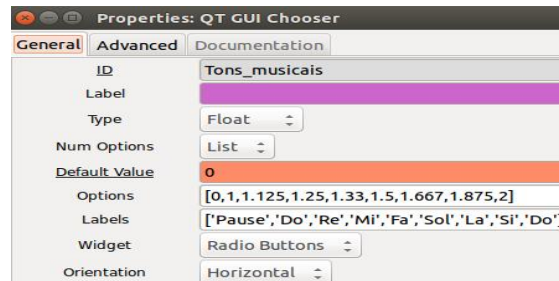 Properties: QT GUI Chooser
General Advanced Documentation
ID Tons_musicais
Label
Type Float
Num Options List
Default Value 0
Options [0,1,1.125,1.25,1.33,1.5,1.667,1.875,2]
Labels ['Pause','Do','Re','Mi','Fa','Sol','La','Si','Do']
Widget Radio Buttons
Orientation Horizontal